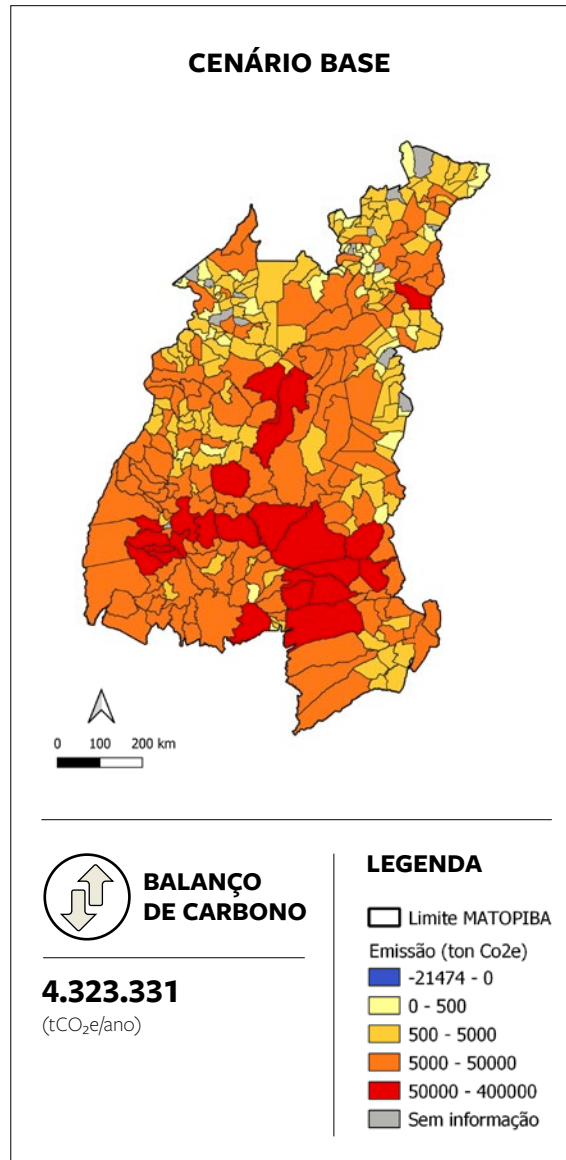 CENÁRIO BASE
0 100 200 km
BALANÇO
DE CARBONO
4.323.331
(tCO₂e/ano)
LEGENDA
Limite MATOPIBA
Emissão (ton Co2e)
-21474 - 0
0 - 500
500 - 5000
5000 - 50000
50000 - 400000
Sem informação